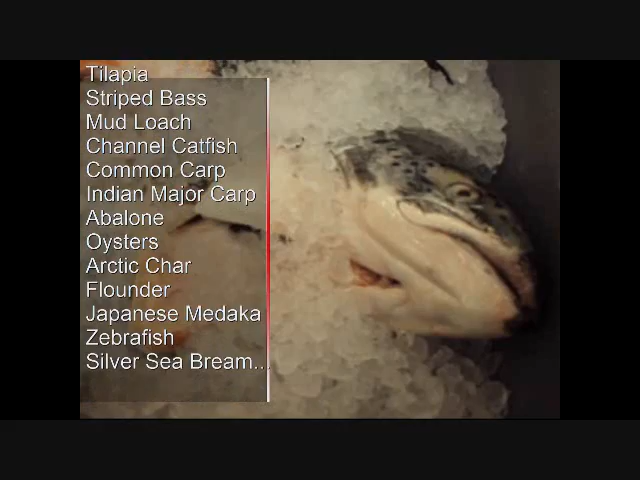 Tilapia
Striped Bass
Mud Loach
Channel Catfish
Common Carp
Indian Major Carp
Abalone
Oysters
Arctic Char
Flounder
Japanese Medaka
Zebrafish
Silver Sea Bream...